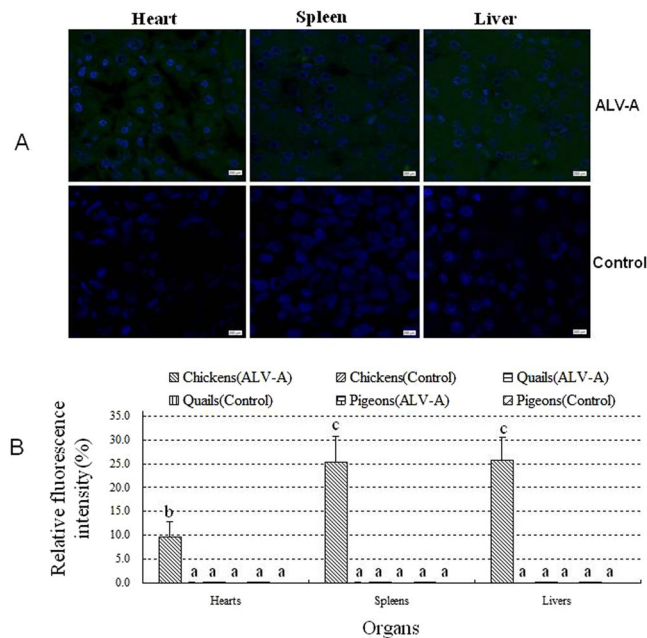 Heart Spleen Liver
A
ALV-A
Control
B
Chickens(ALV-A) Chickens(Control) Quails(ALV-A)
Quails(Control) Pigeons(ALV-A) Pigeons(Control)
Relative fluorescence
intensity(%)
35.0
30.0
25.0
20.0
15.0
10.0
5.0
0.0
b a a a a a c a a a a a c a a a a a
Hearts Spleens Livers
Organs